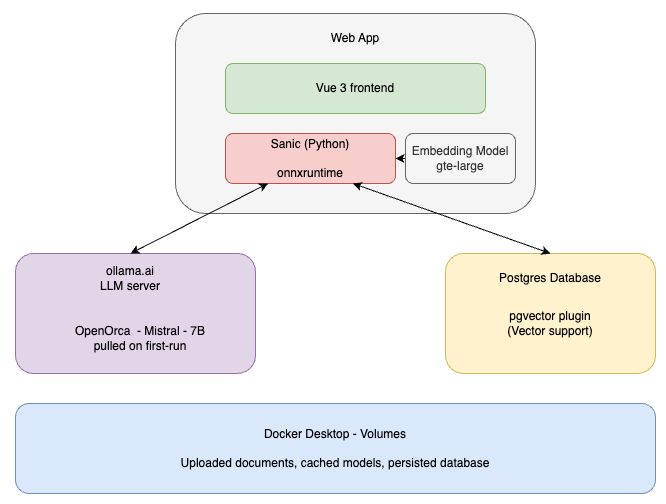 Web App
Vue 3 frontend
Sanic (Python)
onnxruntime
Embedding Model
gte-large
ollama.ai
LLM server
OpenOrca - Mistral - 7B
pulled on first-run
Postgres Database
pgvector plugin
(Vector support)
Docker Desktop - Volumes
Uploaded documents, cached models, persisted database